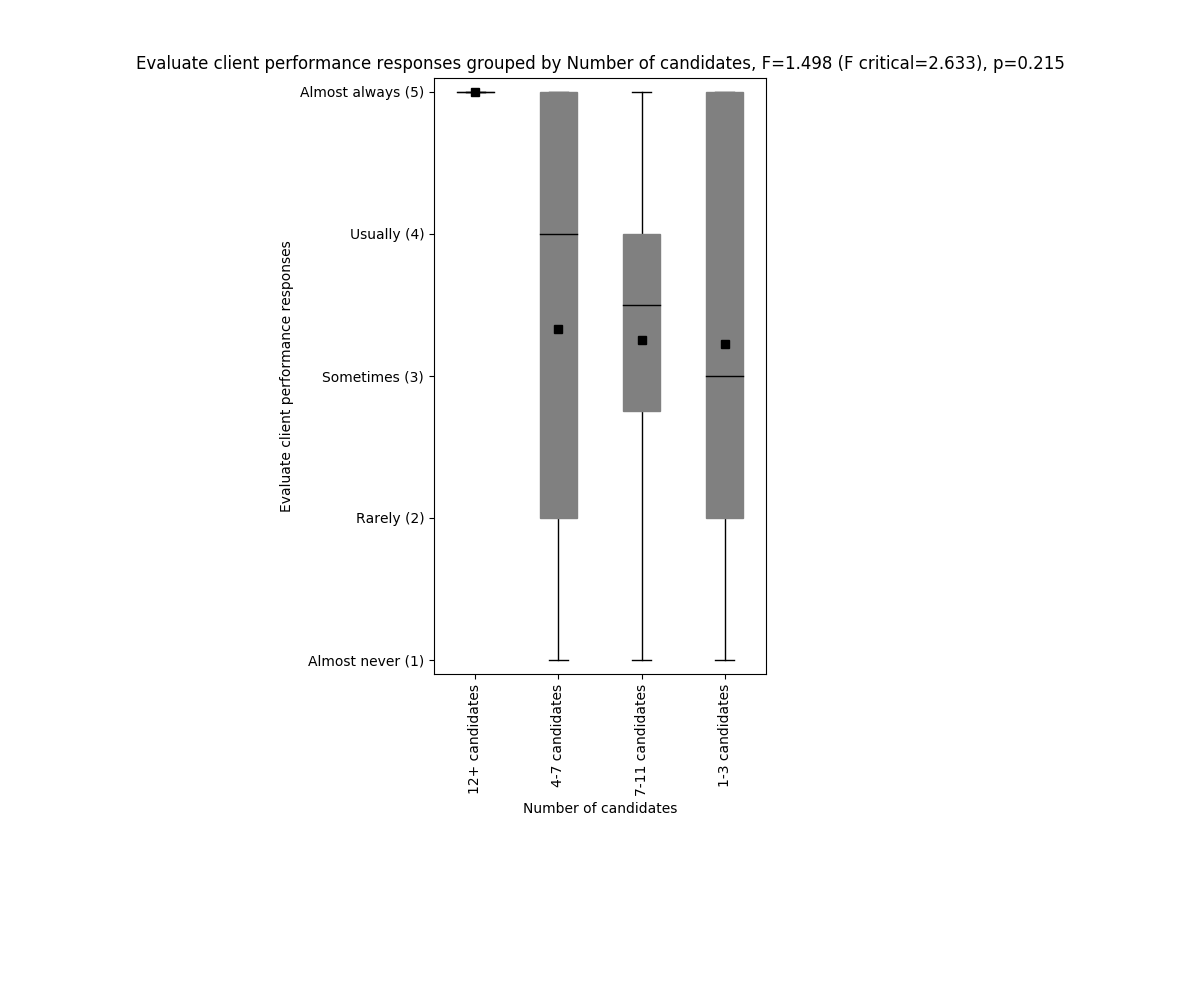 Evaluate client performance responses grouped by Number of candidates, F=1.498 (F critical=2.633), p=0.215
Almost always (5)
Usually (4)
Sometimes (3)
Rarely (2)
Almost never (1)
Evaluate client performance responses
12+ candidates
4-7 candidates
7-11 candidates
1-3 candidates
Number of candidates